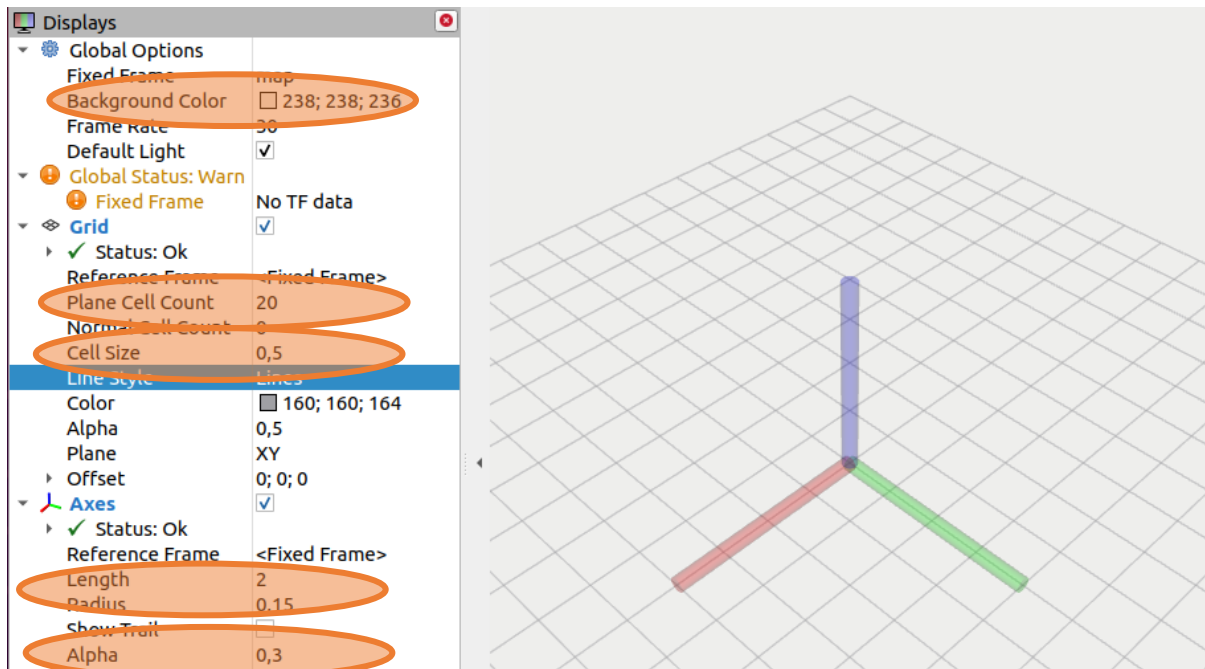 Displays
Global Options
Fixed Frame map
Background Color 238; 238; 236
Frame Rate 30
Default Light
Global Status: Warn
Fixed Frame No TF data
Grid
Status: Ok
Reference Frame <Fixed Frame>
Plane Cell Count 20
Normal Cell Count 0
Cell Size 0,5
Line Style Lines
Color 160; 160; 164
Alpha 0,5
Plane XY
Offset 0; 0; 0
Axes
Status: Ok
Reference Frame <Fixed Frame>
Length 2
Radius 0,15
Show Trail
Alpha 0,3